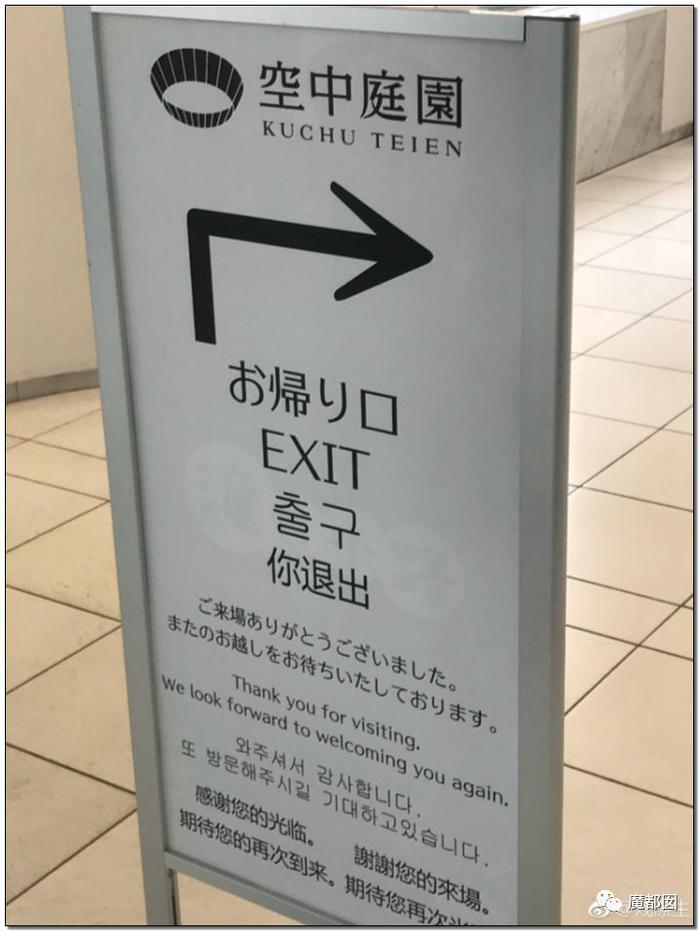 空中庭園
KUCHU TEIEN
お帰り口
EXIT
출구
你退出
ご来場ありがとうございました。
またのお越しをお待ちいたしております。
Thank you for visiting.
We look forward to welcoming you again.
와주셔서 감사합니다.
또 방문해주시길 기대하고있습니다.
感谢您的光临。
期待您的再次到来。
謝謝您的來場。
期待您再次
魔都囡